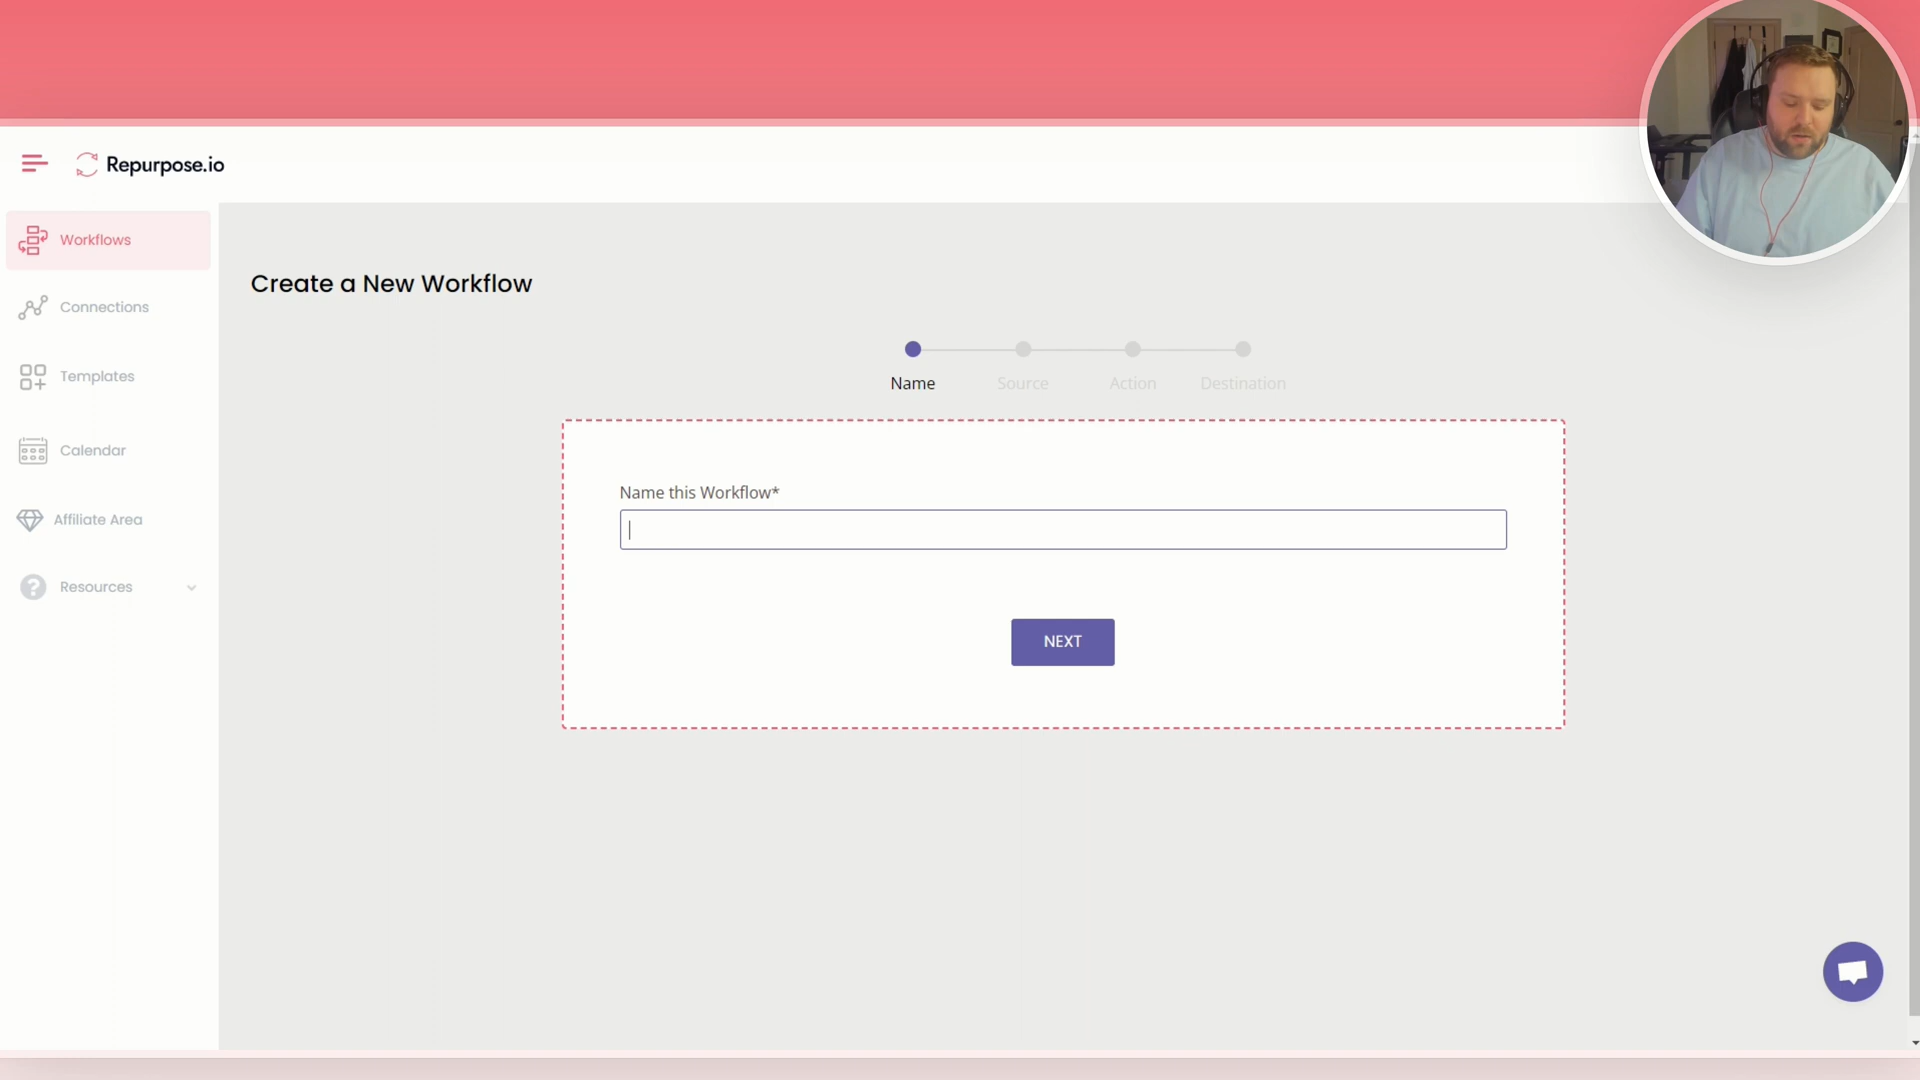 Repurpose.io
Workflows
Connections
Templates
Calendar
Affiliate Area
Resources
Create a New Workflow
Name
Source
Action
Destination
Name this Workflow*
NEXT